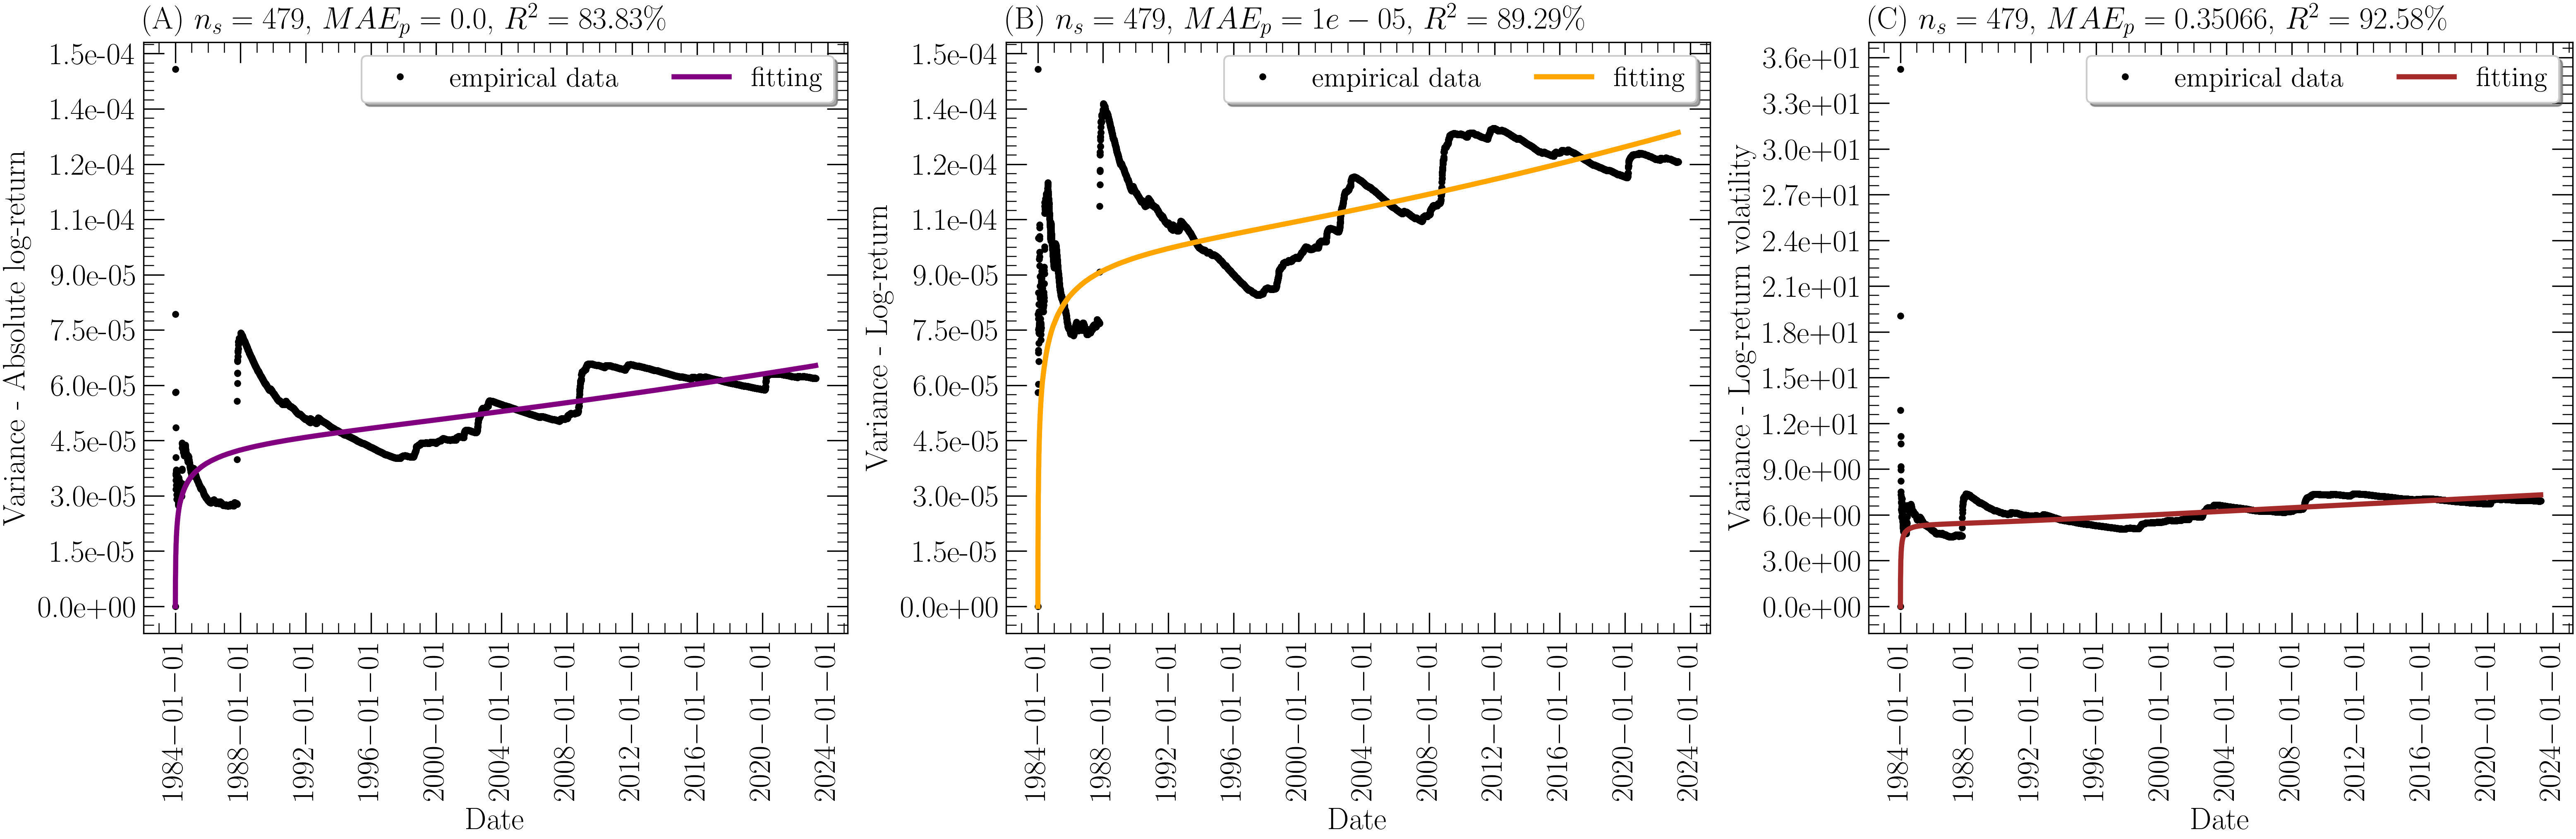 (A) n_s = 479, MAE_p = 0.0, R² = 83.83%
empirical data fitting
Variance - Absolute log-return
1.5e-04
1.4e-04
1.2e-04
1.1e-04
9.0e-05
7.5e-05
6.0e-05
4.5e-05
3.0e-05
1.5e-05
0.0e+00
1984−01−01
1988−01−01
1992−01−01
1996−01−01
2000−01−01
2004−01−01
2008−01−01
2012−01−01
2016−01−01
2020−01−01
2024−01−01
Date
(B) n_s = 479, MAE_p = 1e − 05, R² = 89.29%
empirical data fitting
Variance - Log-return
1.5e-04
1.4e-04
1.2e-04
1.1e-04
9.0e-05
7.5e-05
6.0e-05
4.5e-05
3.0e-05
1.5e-05
0.0e+00
1984−01−01
1988−01−01
1992−01−01
1996−01−01
2000−01−01
2004−01−01
2008−01−01
2012−01−01
2016−01−01
2020−01−01
2024−01−01
Date
(C) n_s = 479, MAE_p = 0.35066, R² = 92.58%
empirical data fitting
Variance - Log-return volatility
3.6e+01
3.3e+01
3.0e+01
2.7e+01
2.4e+01
2.1e+01
1.8e+01
1.5e+01
1.2e+01
9.0e+00
6.0e+00
3.0e+00
0.0e+00
1984−01−01
1988−01−01
1992−01−01
1996−01−01
2000−01−01
2004−01−01
2008−01−01
2012−01−01
2016−01−01
2020−01−01
2024−01−01
Date